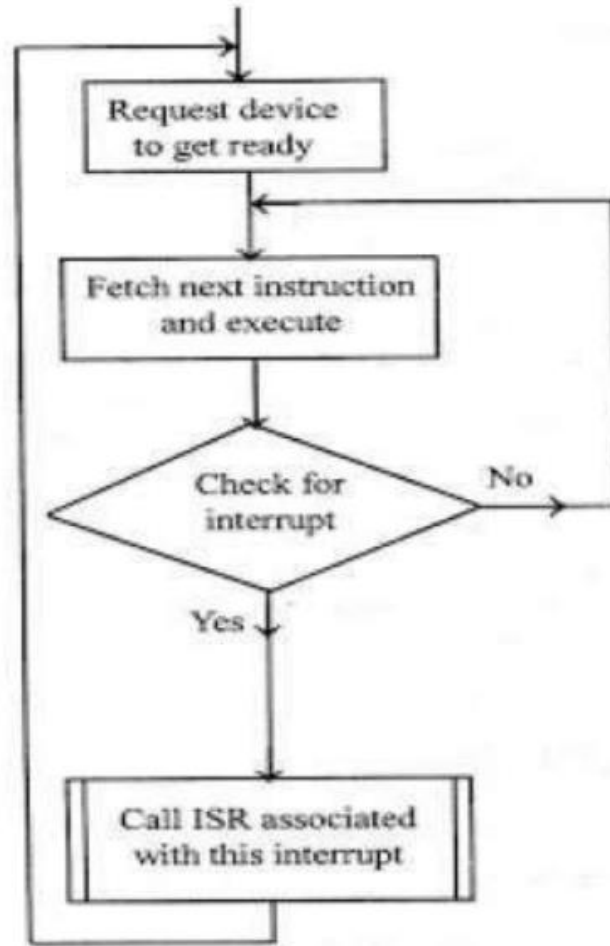 Request device
to get ready
Fetch next instruction
and execute
Check for
interrupt
No
Yes
Call ISR associated
with this interrupt